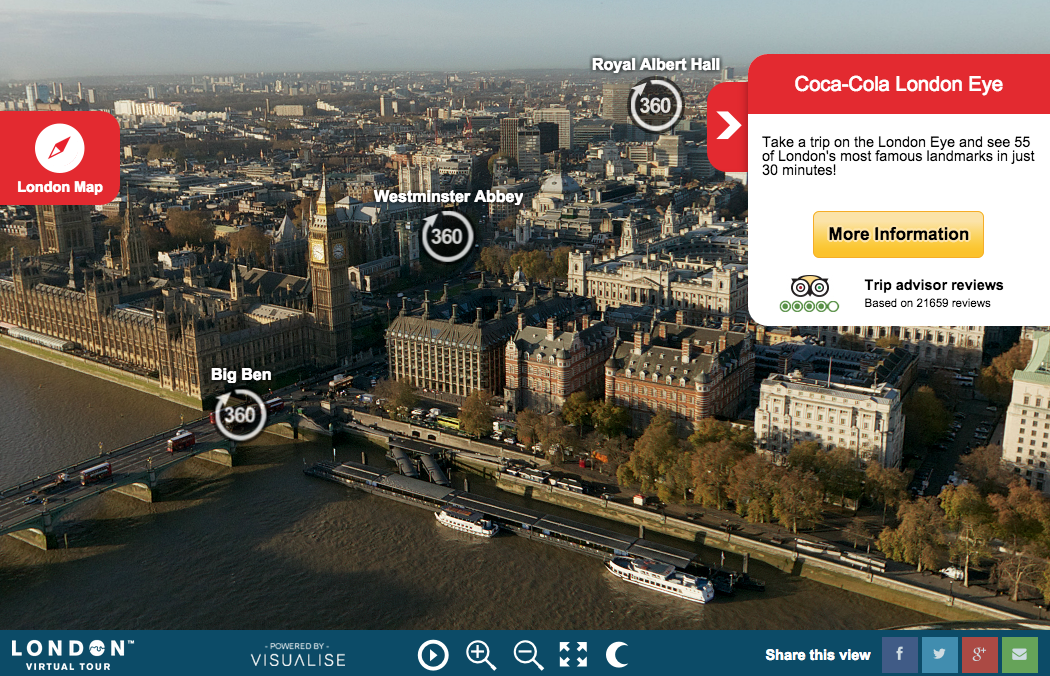 Royal Albert Hall
360
Coca-Cola London Eye
Take a trip on the London Eye and see 55
of London's most famous landmarks in just
30 minutes!
London Map
Westminster Abbey
360
More Information
Trip advisor reviews
Based on 21659 reviews
Big Ben
360
LONDON™
VIRTUAL TOUR
- POWERED BY -
VISUALISE
Share this view
f
g+